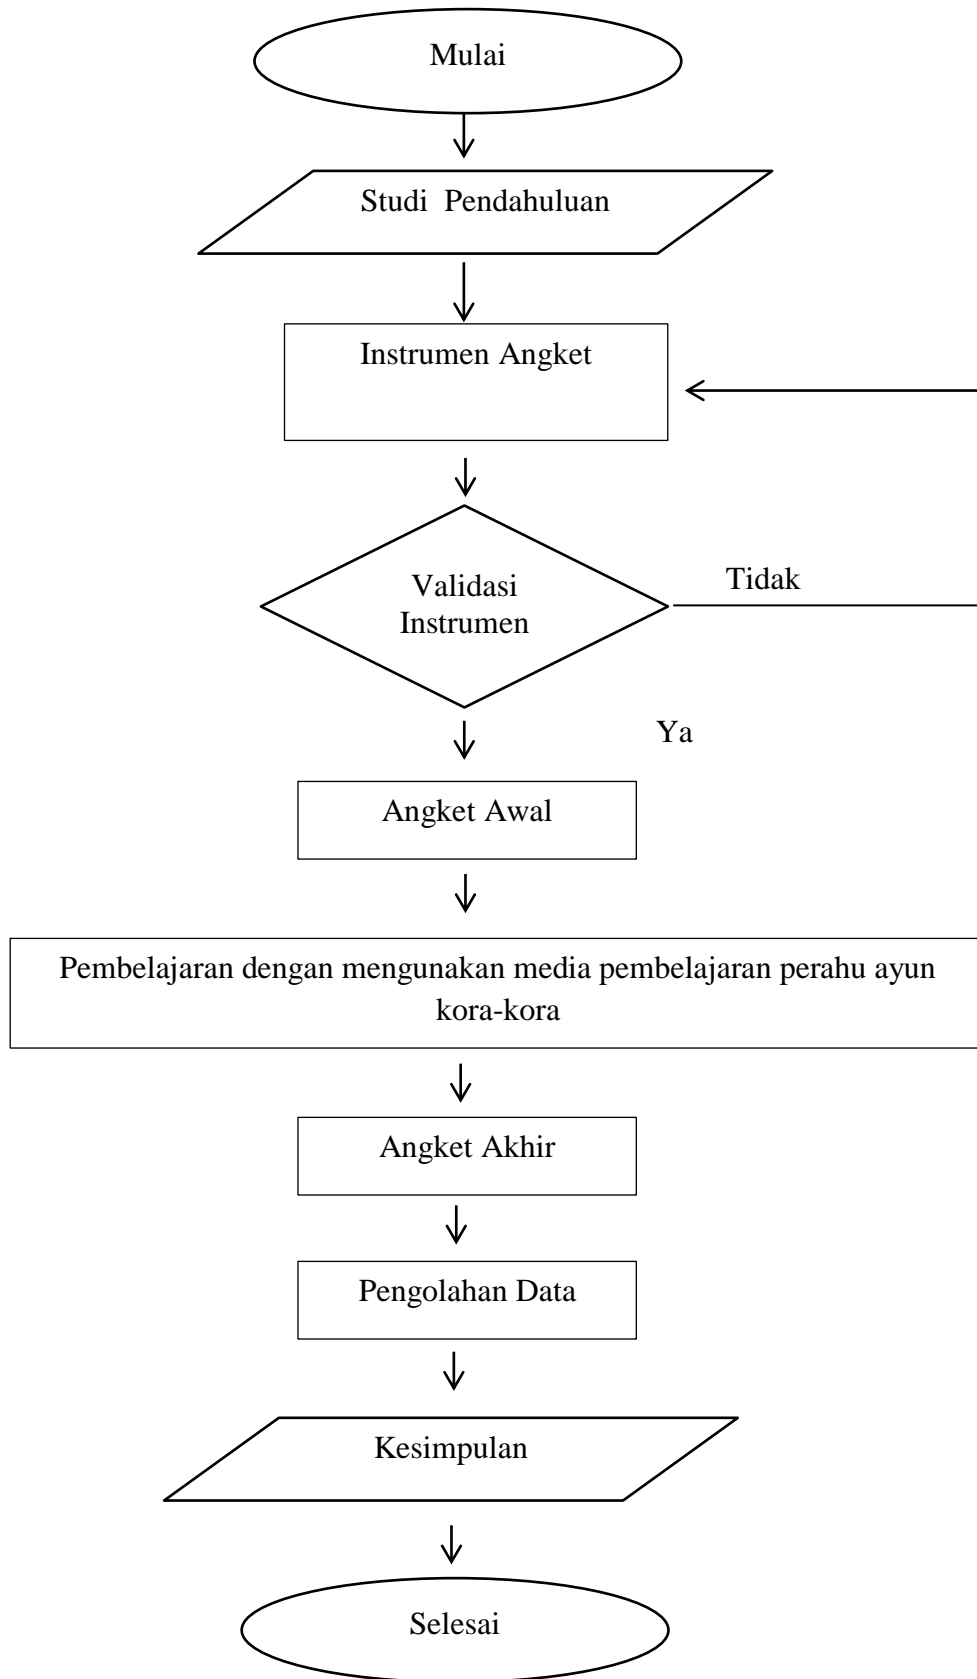 Mulai
Studi  Pendahuluan
Instrumen Angket
Validasi
Instrumen
Tidak
Ya
Angket Awal
Pembelajaran dengan mengunakan media pembelajaran perahu ayun
kora-kora
Angket Akhir
Pengolahan Data
Kesimpulan
Selesai